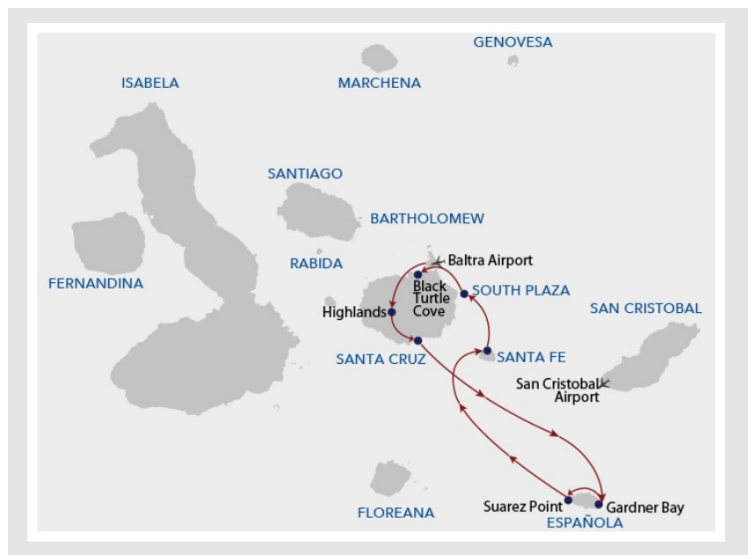 GENOVESA
ISABELA
MARCHENA
SANTIAGO
BARTHOLOMEW
Baltra Airport
RABIDA
FERNANDINA
Black
Turtle
Cove
SOUTH PLAZA
Highlands
SAN CRISTOBAL
SANTA CRUZ
SANTA FE
San Cristobal
Airport
Suarez Point
Gardner Bay
FLOREANA
ESPAÑOLA